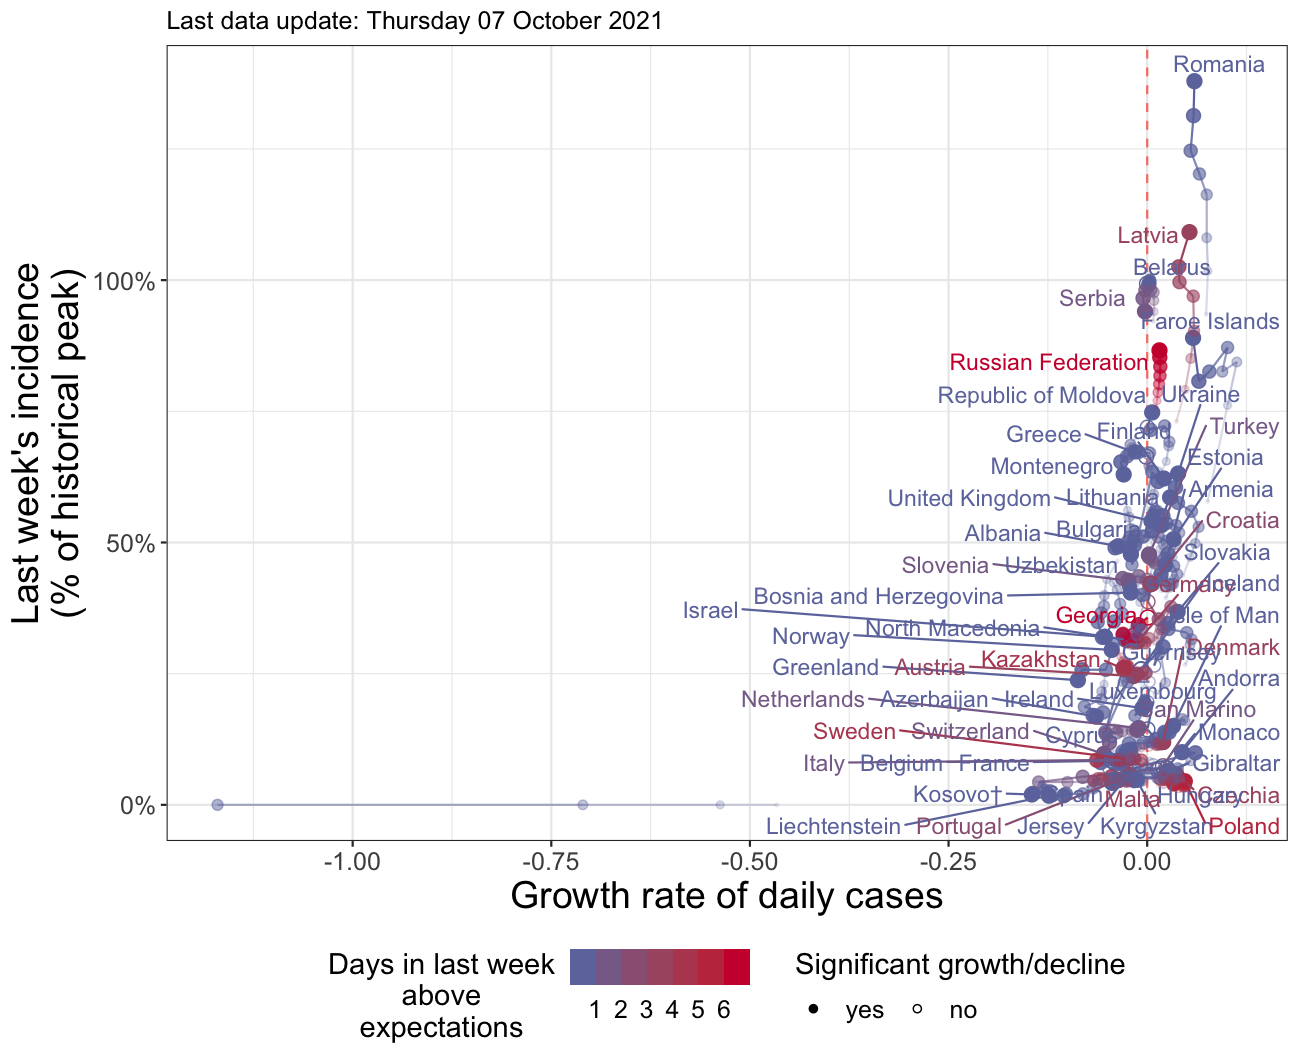 Last data update: Thursday 07 October 2021
Last week's incidence
(% of historical peak)
100%
50%
0%
Romania
Latvia
Belarus
Serbia
Faroe Islands
Russian Federation
Republic of Moldova
Ukraine
Greece
Finland
Turkey
Montenegro
Estonia
United Kingdom
Lithuania
Armenia
Albania
Bulgaria
Croatia
Slovenia
Uzbekistan
Slovakia
Bosnia and Herzegovina
Germany
Iceland
Israel
Georgia
Isle of Man
Norway
North Macedonia
Guernsey
Denmark
Greenland
Austria
Kazakhstan
Andorra
Netherlands
Azerbaijan
Ireland
Luxembourg
San Marino
Sweden
Switzerland
Cyprus
Monaco
Italy
Belgium
France
Gibraltar
Kosovo†
Spain
Malta
Hungary
Czechia
Liechtenstein
Portugal
Jersey
Kyrgyzstan
Poland
-1.00
-0.75
-0.50
-0.25
0.00
Growth rate of daily cases
Days in last week
above
expectations
1 2 3 4 5 6
Significant growth/decline
yes
no